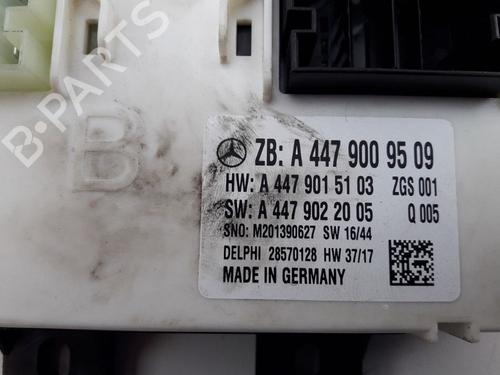 B-PARTS
B
ZB: A 447 900 95 09
HW: A 447 901 51 03 ZGS 001
SW: A 447 902 20 05 Q 005
SNO: M201390627 SW 16/44
DELPHI 28570128 HW 37/17
MADE IN GERMANY